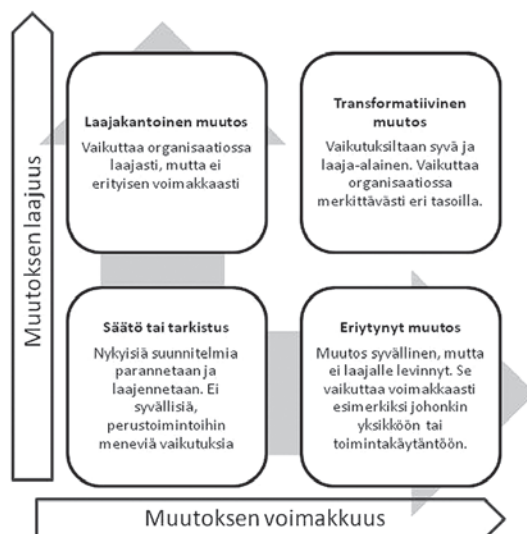 Muutoksen laajuus
Laajakantoinen muutos
Vaikuttaa organisaatiossa
laajasti, mutta ei
erityisen voimakkaasti
Transformatiivinen
muutos
Vaikutuksiltaan syvä ja
laaja-alainen. Vaikuttaa
organisaatiossa
merkittävästi eri tasoilla.
Säätö tai tarkistus
Nykyisiä suunnitelmia
parannetaan ja
laajennetaan. Ei
syvällisiä,
perustoimintoihin
meneviä vaikutuksia
Eriytynyt muutos
Muutos syvällinen, mutta
ei laajalle levinnyt. Se
vaikuttaa voimakkaasti
esimerkiksi johonkin
yksikköön tai
toimintakäytäntöön.
Muutoksen voimakkuus